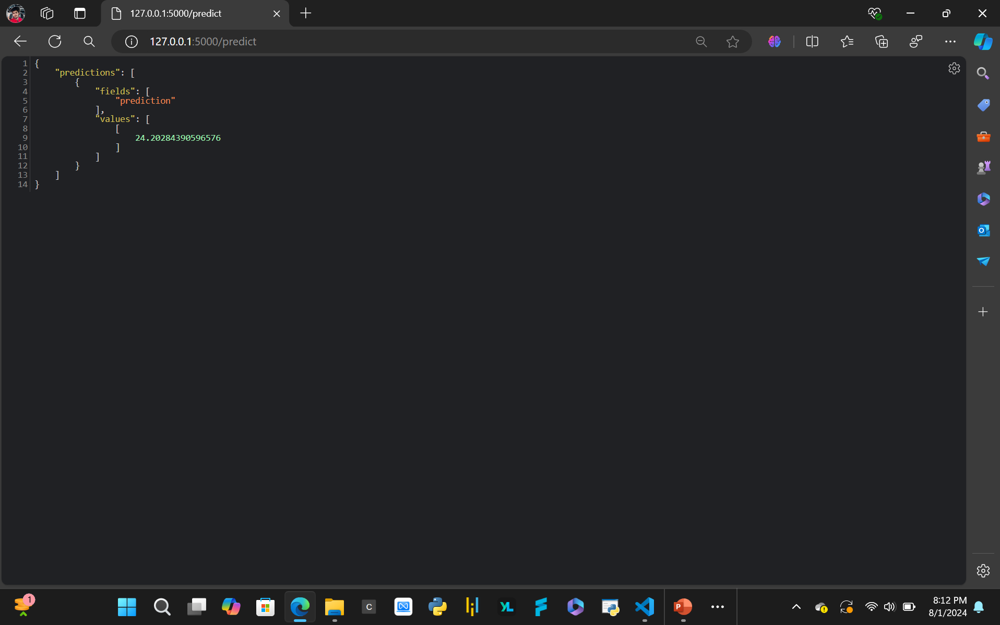 127.0.0.1:5000/predict
127.0.0.1:5000/predict
1 {
2     "predictions": [
3         {
4             "fields": [
5                 "prediction"
6             ],
7             "values": [
8                 [
9                     24.20284390596576
10                 ]
11             ]
12         }
13     ]
14 }
1
C
YL
P
O
8:12 PM
8/1/2024